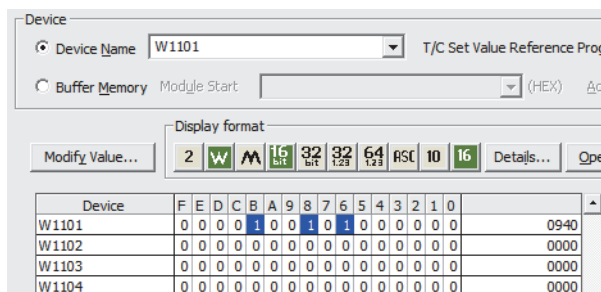 Device
Device Name W1101 T/C Set Value Reference Prog
Buffer Memory Module Start (HEX) Ad
Display format
Modify Value... 2 W M 16 bit 32 bit 32 1.23 64 1.23 ASC 10 16 Details... Ope
Device F E D C B A 9 8 7 6 5 4 3 2 1 0
W1101 0 0 0 0 1 0 0 1 0 1 0 0 0 0 0 0 0940
W1102 0 0 0 0 0 0 0 0 0 0 0 0 0 0 0 0 0000
W1103 0 0 0 0 0 0 0 0 0 0 0 0 0 0 0 0 0000
W1104 0 0 0 0 0 0 0 0 0 0 0 0 0 0 0 0 0000